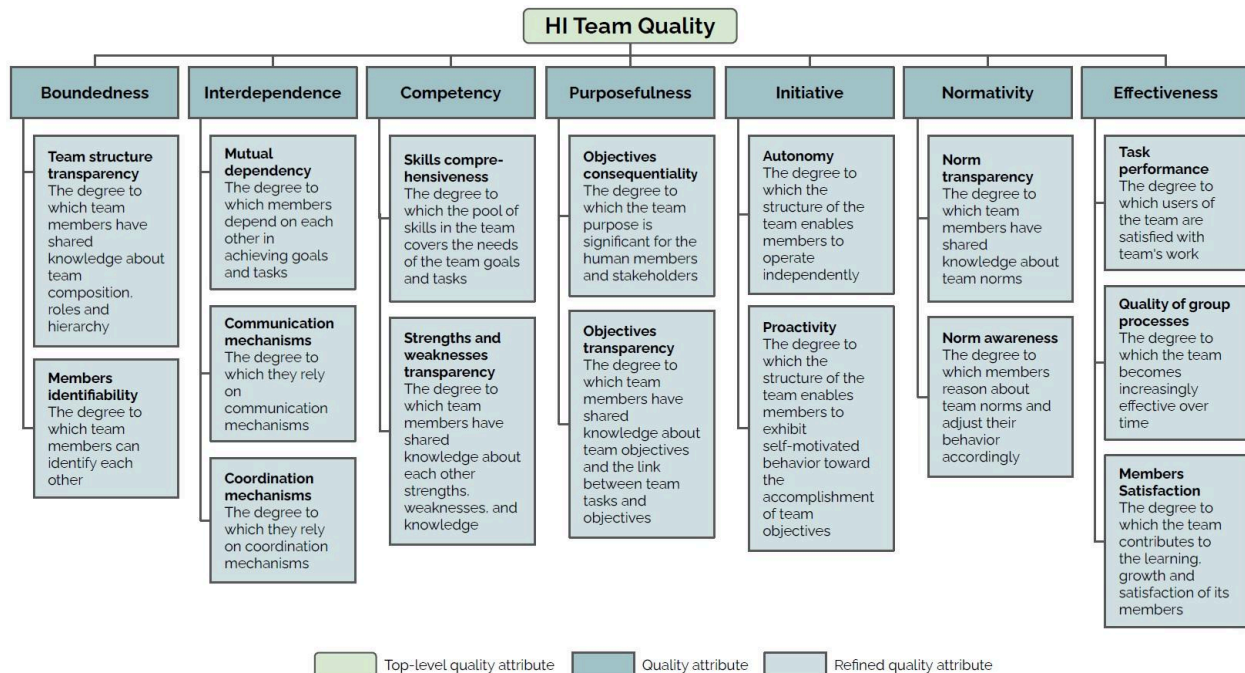 HI Team Quality
Boundedness
Interdependence
Competency
Purposefulness
Initiative
Normativity
Effectiveness
Team structure
transparency
The degree to
which team
members have
shared
knowledge about
team
composition,
roles and
hierarchy
Members
identifiability
The degree to
which team
members can
identify each
other
Mutual
dependency
The degree to
which members
depend on each
other in
achieving goals
and tasks
Communication
mechanisms
The degree to
which they rely
on
communication
mechanisms
Coordination
mechanisms
The degree to
which they rely
on coordination
mechanisms
Skills compre-
hensiveness
The degree to
which the pool of
skills in the team
covers the needs
of the team goals
and tasks
Strengths and
weaknesses
transparency
The degree to
which team
members have
shared
knowledge about
each other
strengths,
weaknesses, and
knowledge
Objectives
consequentiality
The degree to
which the team
purpose is
significant for the
human members
and stakeholders
Objectives
transparency
The degree to
which team
members have
shared
knowledge about
team objectives
and the link
between team
tasks and
objectives
Autonomy
The degree to
which the
structure of the
team enables
members to
operate
independently
Proactivity
The degree to
which the
structure of the
team enables
members to
exhibit
self-motivated
behavior toward
the
accomplishment
of team
objectives
Norm
transparency
The degree to
which team
members have
shared
knowledge about
team norms
Norm awareness
The degree to
which members
reason about
team norms and
adjust their
behavior
accordingly
Task
performance
The degree to
which users of
the team are
satisfied with
team's work
Quality of group
processes
The degree to
which the team
becomes
increasingly
effective over
time
Members
Satisfaction
The degree to
which the team
contributes to
the learning,
growth and
satisfaction of its
members
Top-level quality attribute
Quality attribute
Refined quality attribute